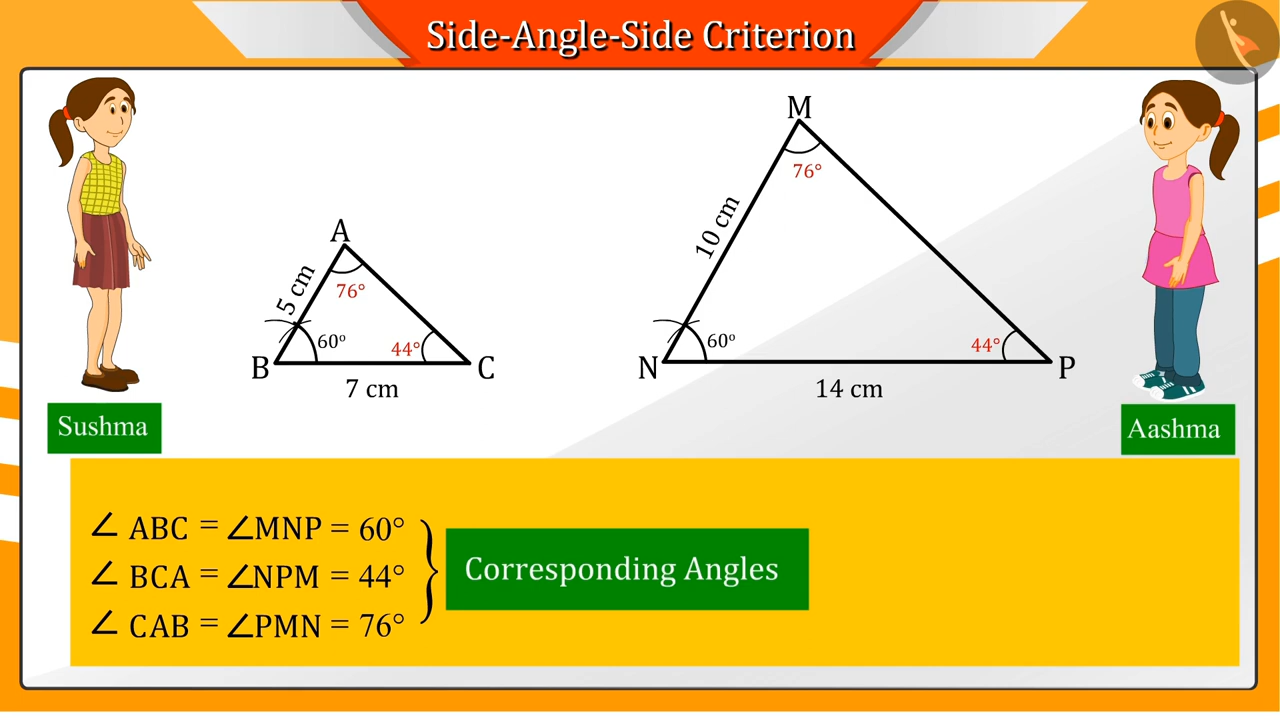 Side-Angle-Side Criterion
M
76°
10 cm
A
5 cm
76°
60°
44°
B
C
7 cm
60°
44°
N
P
14 cm
Sushma
Aashma
∠ ABC = ∠MNP = 60°
∠ BCA = ∠NPM = 44°
∠ CAB = ∠PMN = 76°
Corresponding Angles